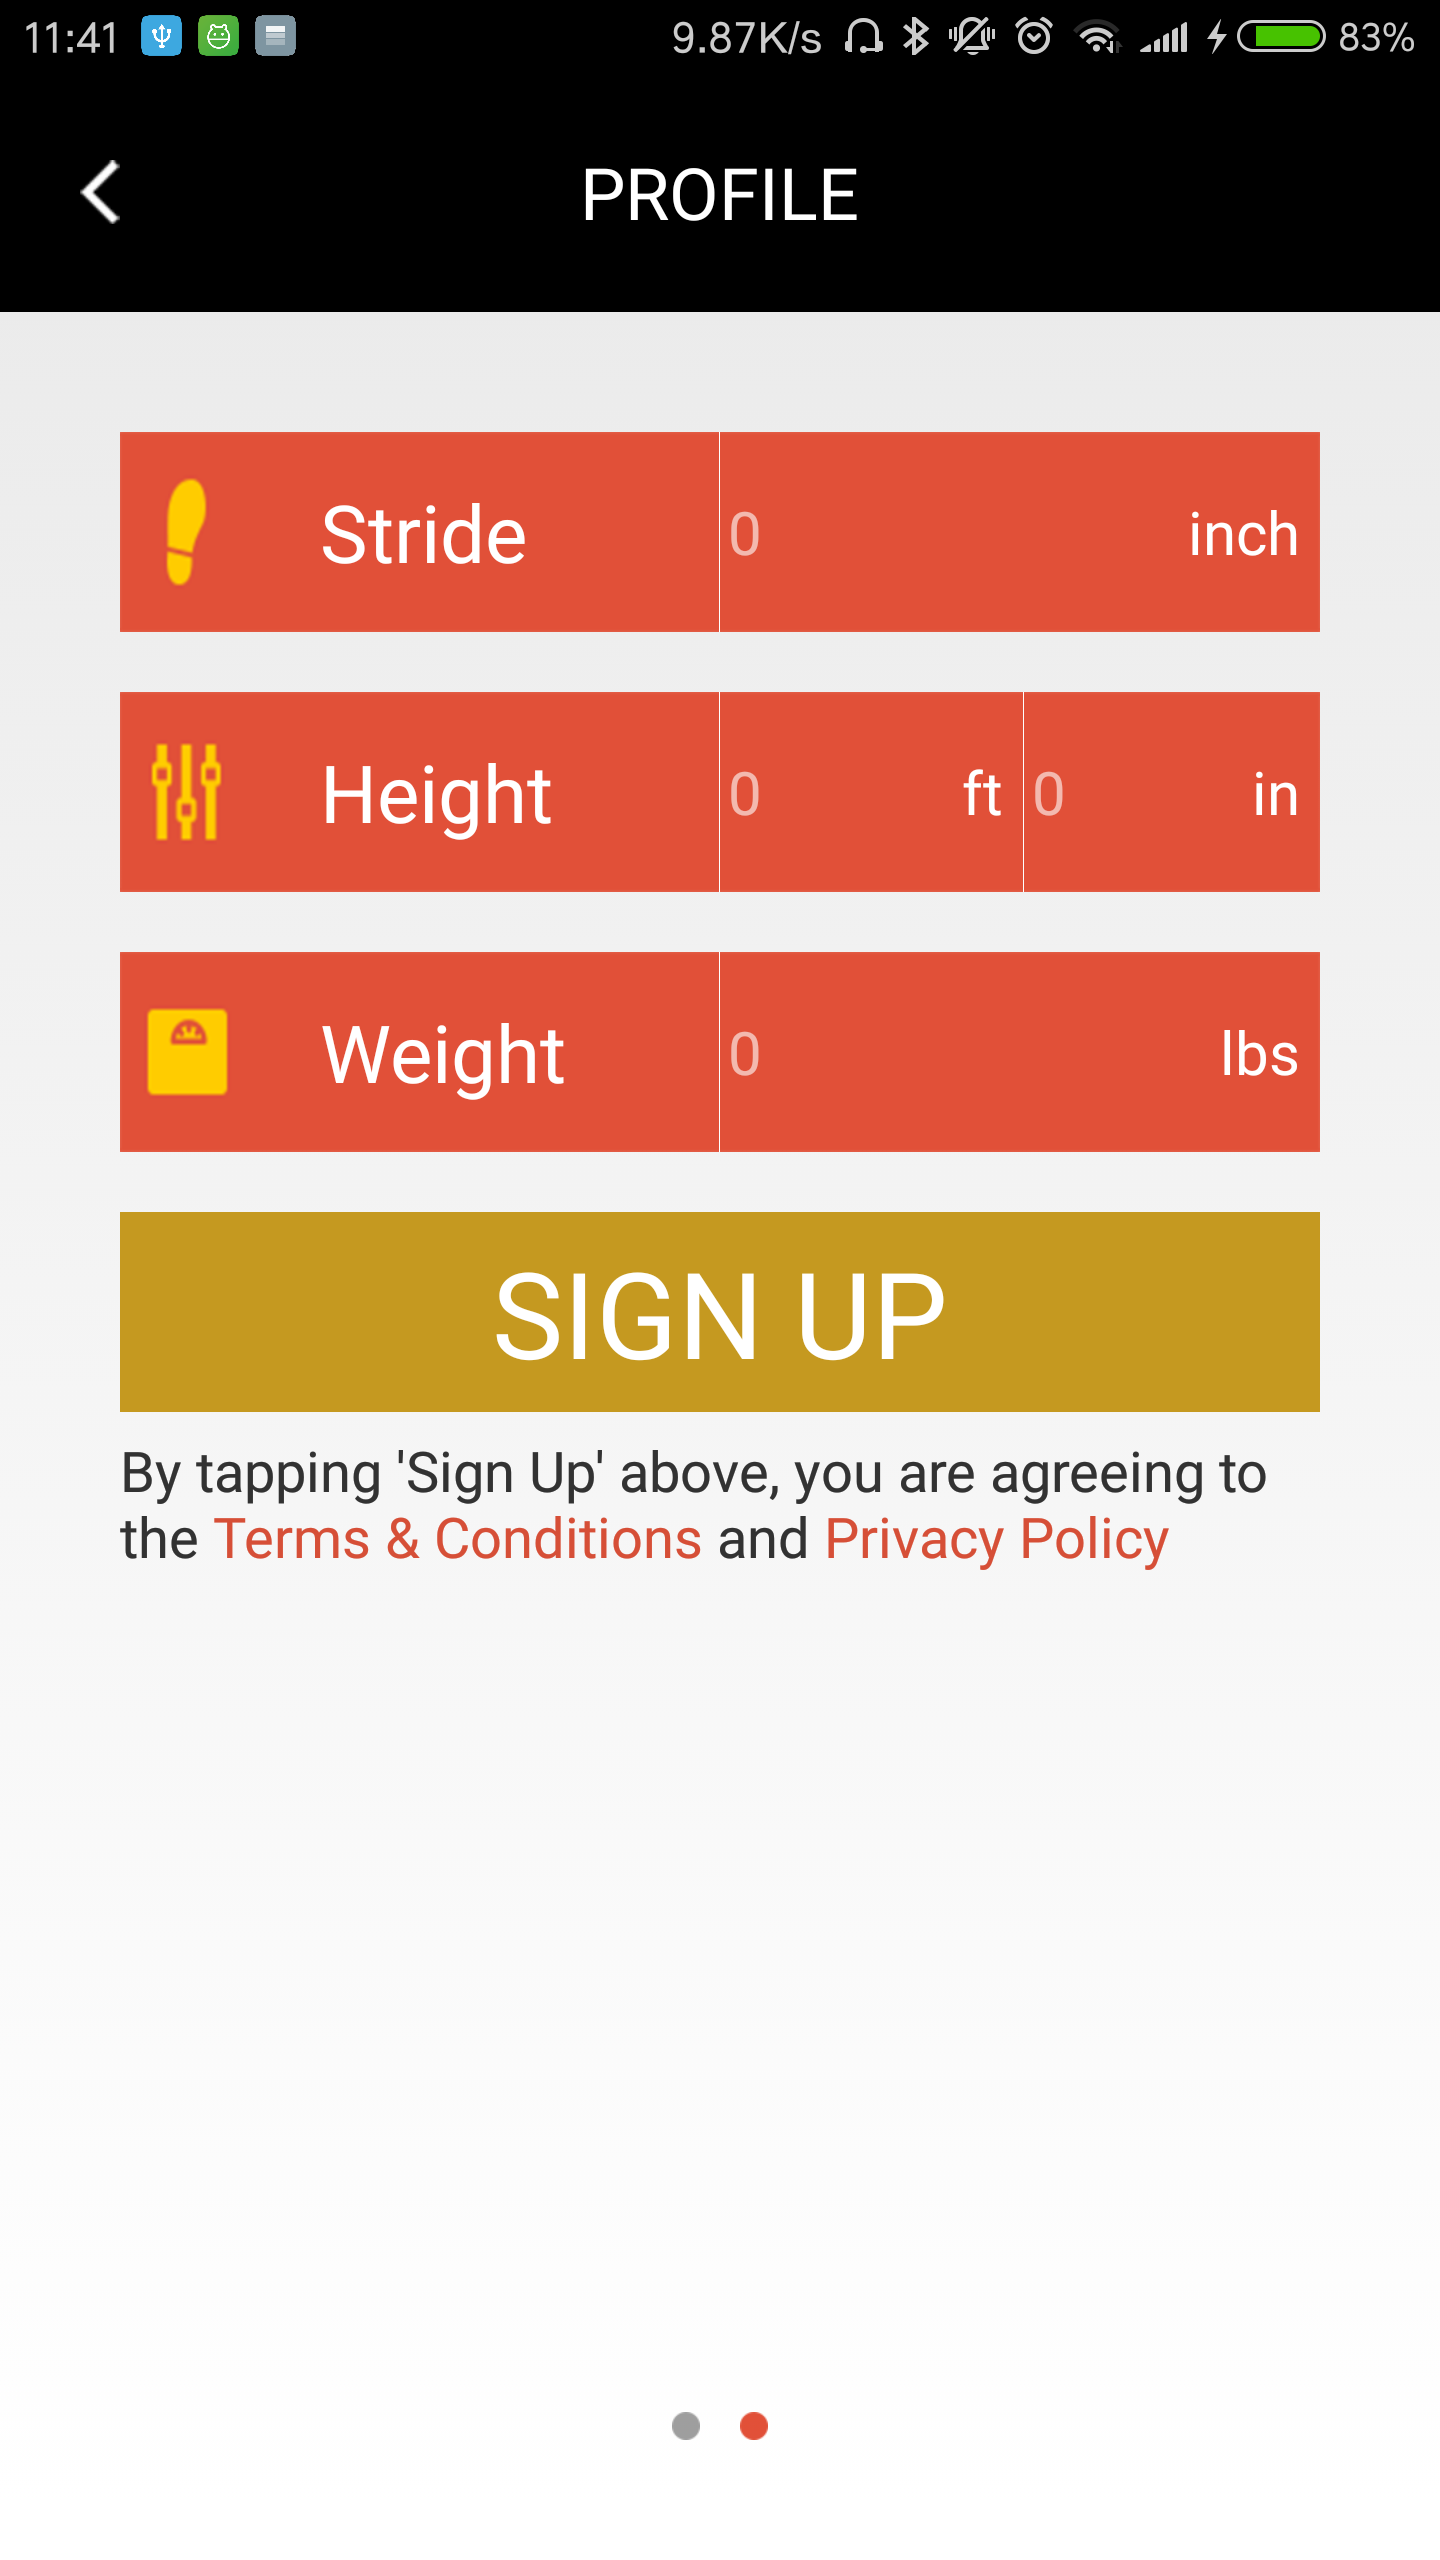 11:41 9.87K/s 83%
PROFILE
Stride 0 inch
Height 0 ft 0 in
Weight 0 lbs
SIGN UP
By tapping 'Sign Up' above, you are agreeing to
the Terms & Conditions and Privacy Policy